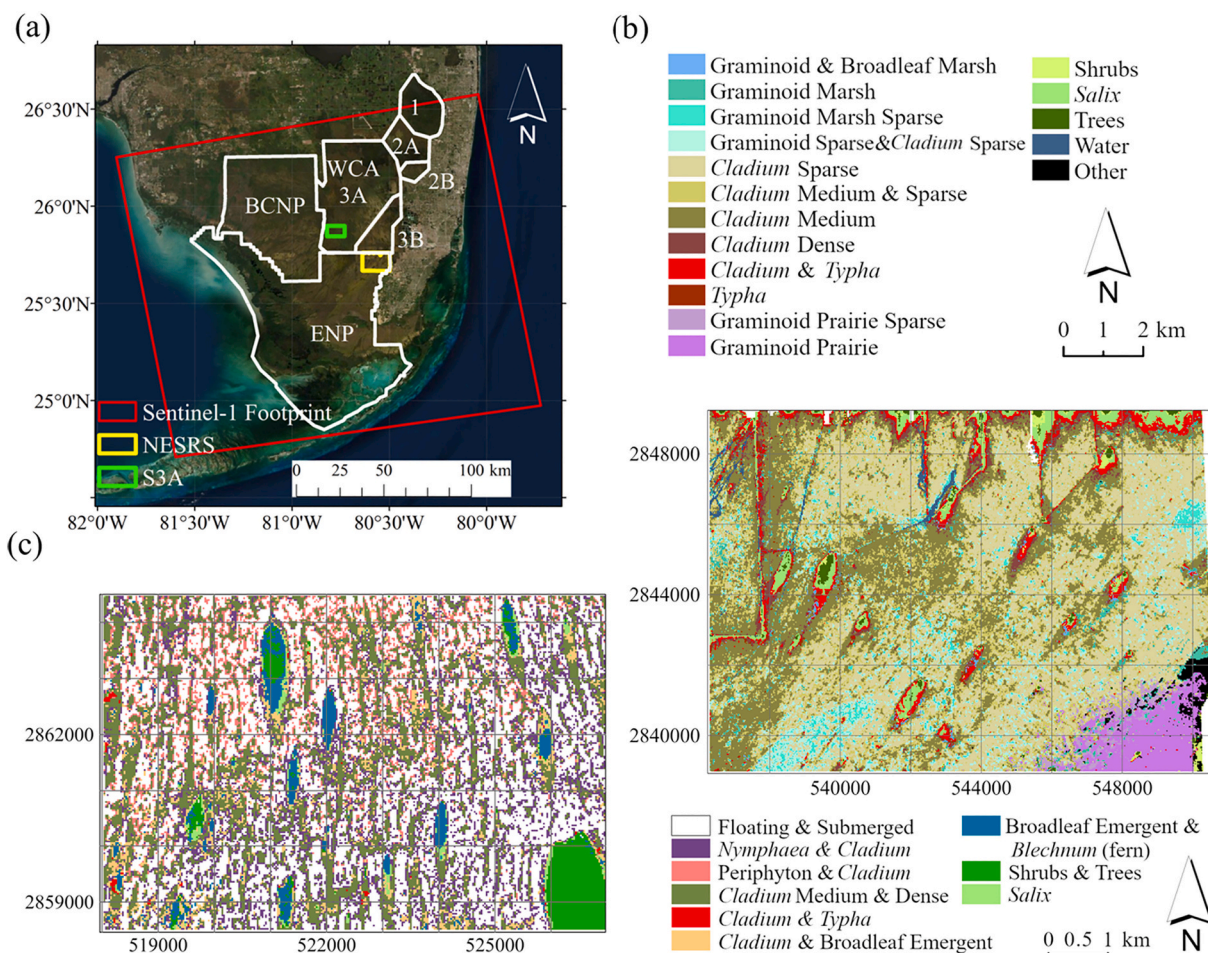 (a)
26°30'N
26°0'N
25°30'N
25°0'N
82°0'W 81°30'W 81°0'W 80°30'W 80°0'W
N
1
2A
2B
WCA
3A
BCNP
3B
ENP
Sentinel-1 Footprint
NESRS
S3A
0 25 50 100 km
(b)
Graminoid & Broadleaf Marsh
Graminoid Marsh
Graminoid Marsh Sparse
Graminoid Sparse&Cladium Sparse
Cladium Sparse
Cladium Medium & Sparse
Cladium Medium
Cladium Dense
Cladium & Typha
Typha
Graminoid Prairie Sparse
Graminoid Prairie
Shrubs
Salix
Trees
Water
Other
N
0 1 2 km
2848000
2844000
2840000
540000 544000 548000
(c)
2862000
2859000
519000 522000 525000
Floating & Submerged
Nymphaea & Cladium
Periphyton & Cladium
Cladium Medium & Dense
Cladium & Typha
Cladium & Broadleaf Emergent
Broadleaf Emergent &
Blechnum (fern)
Shrubs & Trees
Salix
N
0 0.5 1 km